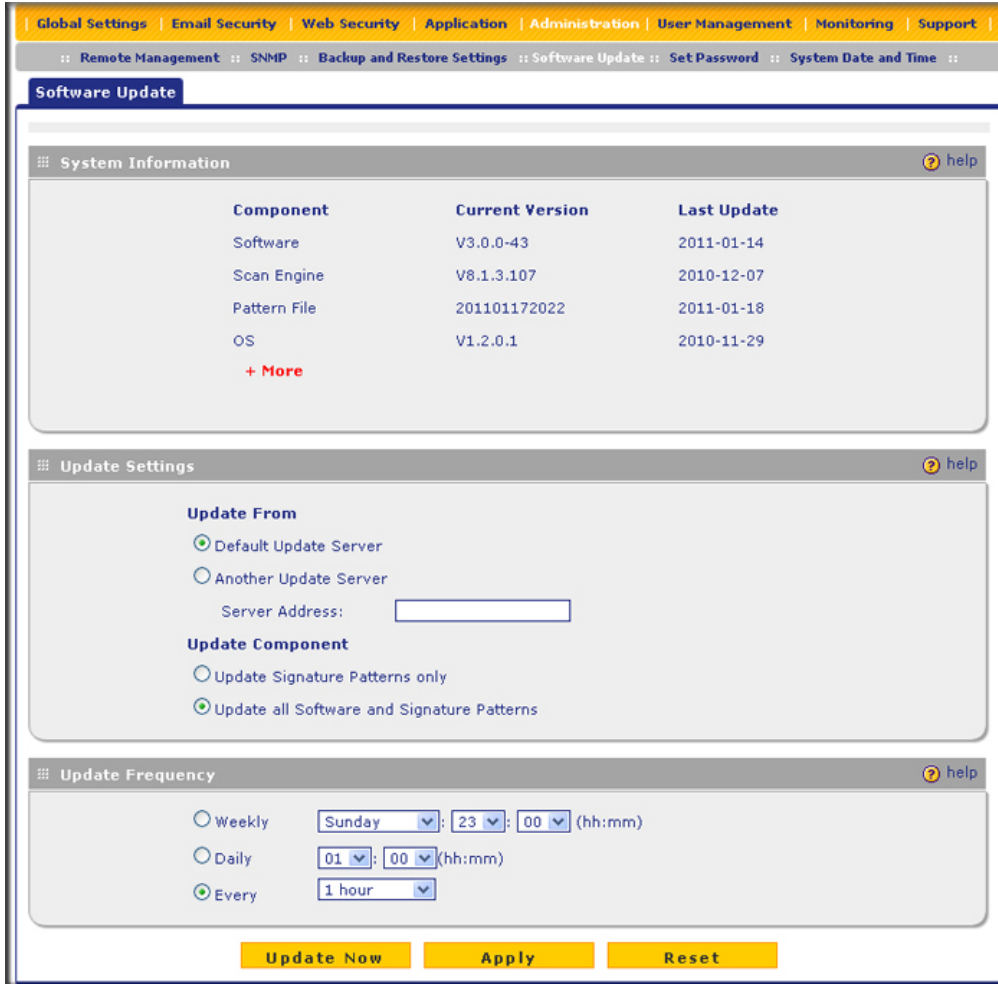 | Global Settings | Email Security | Web Security | Application | Administration | User Management | Monitoring | Support |
:: Remote Management :: SNMP :: Backup and Restore Settings :: Software Update :: Set Password :: System Date and Time ::
Software Update
System Information ? help
Component Current Version Last Update
Software V3.0.0-43 2011-01-14
Scan Engine V8.1.3.107 2010-12-07
Pattern File 201101172022 2011-01-18
OS V1.2.0.1 2010-11-29
+ More
Update Settings ? help
Update From
Default Update Server
Another Update Server
Server Address:
Update Component
Update Signature Patterns only
Update all Software and Signature Patterns
Update Frequency ? help
Weekly Sunday : 23 : 00 (hh:mm)
Daily 01 : 00 (hh:mm)
Every 1 hour
Update Now Apply Reset